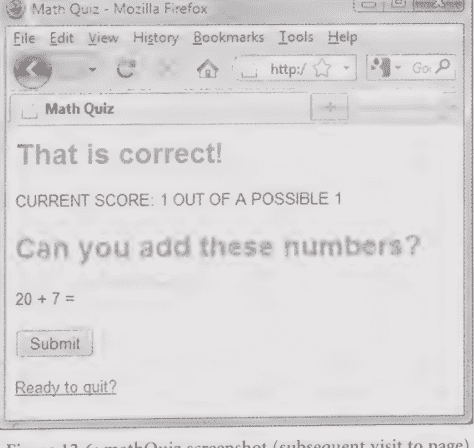 Math Quiz - Mozilla Firefox
File Edit View History Bookmarks Tools Help
http:/
Math Quiz
That is correct!
CURRENT SCORE: 1 OUT OF A POSSIBLE 1
Can you add these numbers?
20 + 7 =
Submit
Ready to quit?
mathQuiz screenshot (subsequent visit to page)